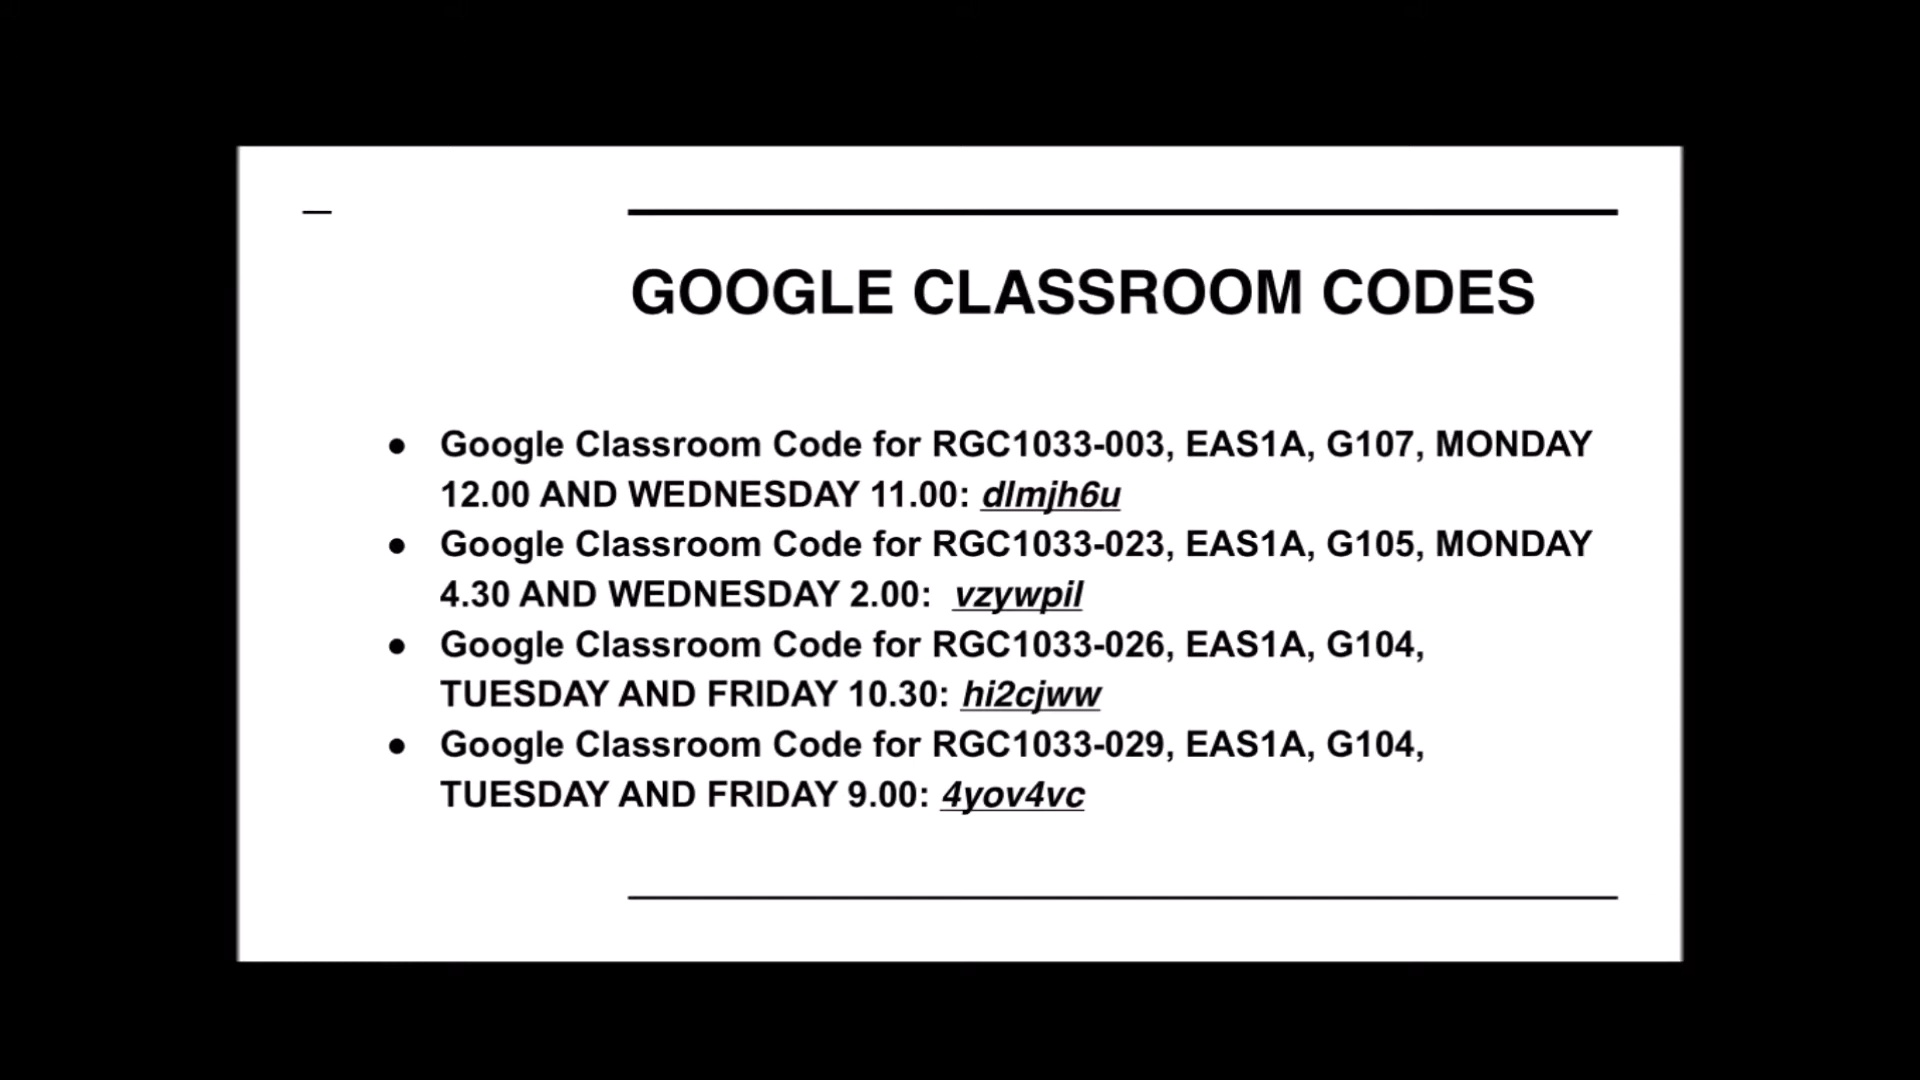 GOOGLE CLASSROOM CODES
● Google Classroom Code for RGC1033-003, EAS1A, G107, MONDAY
12.00 AND WEDNESDAY 11.00: dlmjh6u
● Google Classroom Code for RGC1033-023, EAS1A, G105, MONDAY
4.30 AND WEDNESDAY 2.00:  vzywpil
● Google Classroom Code for RGC1033-026, EAS1A, G104,
TUESDAY AND FRIDAY 10.30: hi2cjww
● Google Classroom Code for RGC1033-029, EAS1A, G104,
TUESDAY AND FRIDAY 9.00: 4yov4vc